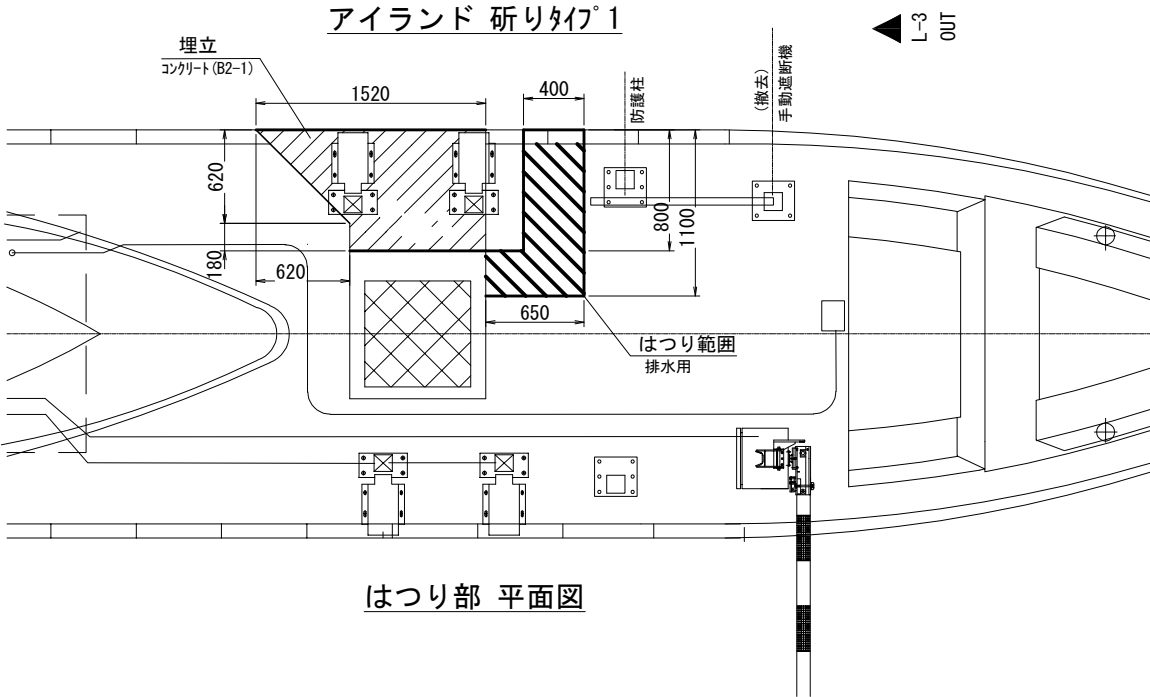 アイランド 斫りﾀｲﾌﾟ1
L-3
OUT
埋立
ｺﾝｸﾘｰﾄ(B2-1)
1520
400
防護柱
(撤去)
手動遮断機
620
180
620
800
1100
650
はつり範囲
排水用
はつり部 平面図